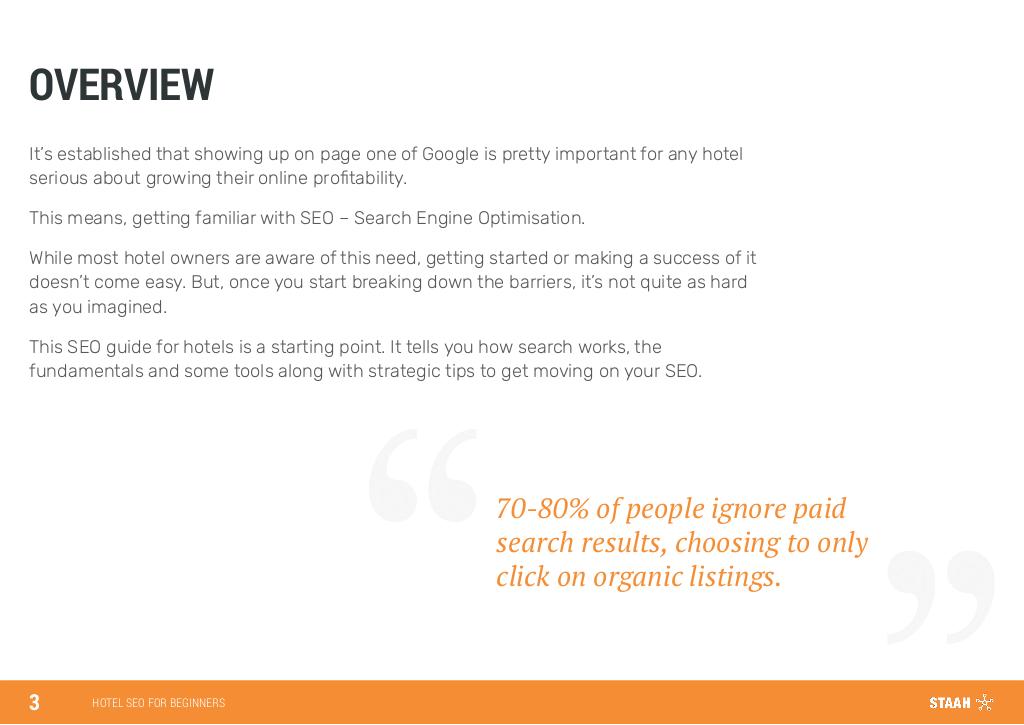 OVERVIEW
It's established that showing up on page one of Google is pretty important for any hotel
serious about growing their online profitability.
This means, getting familiar with SEO – Search Engine Optimisation.
While most hotel owners are aware of this need, getting started or making a success of it
doesn't come easy. But, once you start breaking down the barriers, it's not quite as hard
as you imagined.
This SEO guide for hotels is a starting point. It tells you how search works, the
fundamentals and some tools along with strategic tips to get moving on your SEO.
“70-80% of people ignore paid
search results, choosing to only
click on organic listings.”
3 HOTEL SEO FOR BEGINNERS STAAH